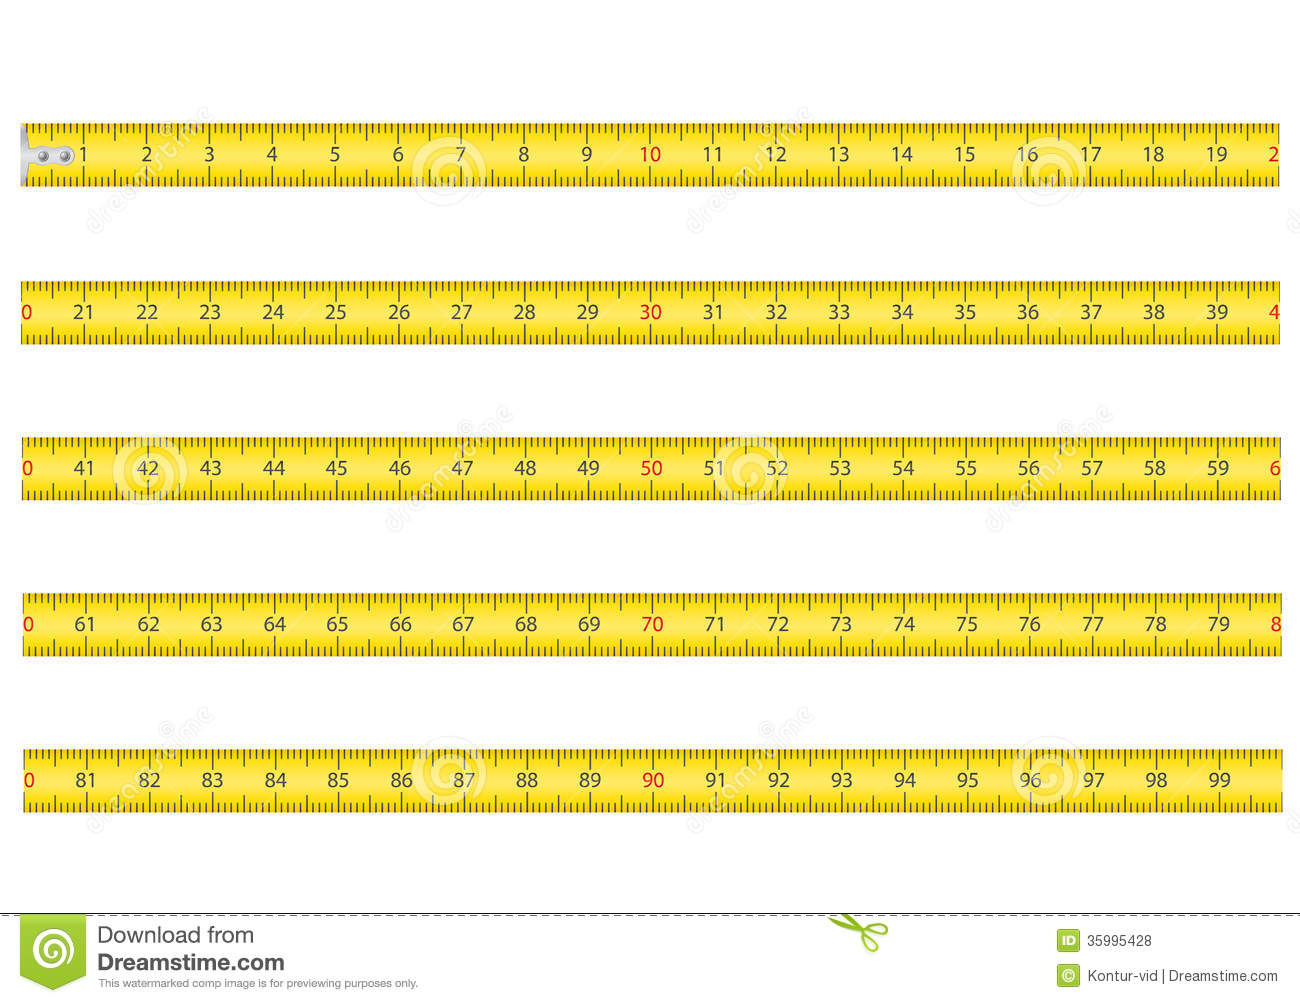 1 2 3 4 5 6 7 8 9 10 11 12 13 14 15 16 17 18 19 2
0 21 22 23 24 25 26 27 28 29 30 31 32 33 34 35 36 37 38 39 4
0 41 42 43 44 45 46 47 48 49 50 51 52 53 54 55 56 57 58 59 6
0 61 62 63 64 65 66 67 68 69 70 71 72 73 74 75 76 77 78 79 8
0 81 82 83 84 85 86 87 88 89 90 91 92 93 94 95 96 97 98 99
dreamstime
dreamstime
dreamstime
dreamstime
dreamstime
dreamstime
Download from
Dreamstime.com
This watermarked comp image is for previewing purposes only.
ID 35995428
© Kontur-vid | Dreamstime.com